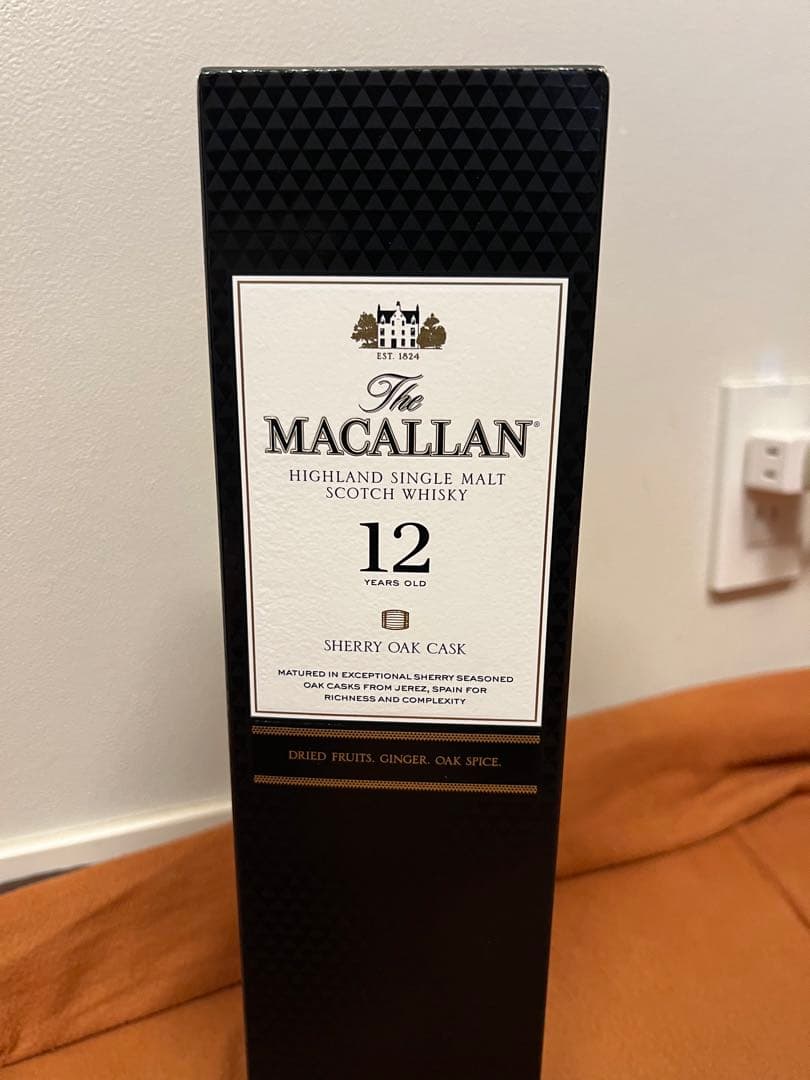 EST. 1824
The
MACALLAN®
HIGHLAND SINGLE MALT
SCOTCH WHISKY
12
YEARS OLD
SHERRY OAK CASK
MATURED IN EXCEPTIONAL SHERRY SEASONED
OAK CASKS FROM JEREZ, SPAIN FOR
RICHNESS AND COMPLEXITY
DRIED FRUITS. GINGER. OAK SPICE.